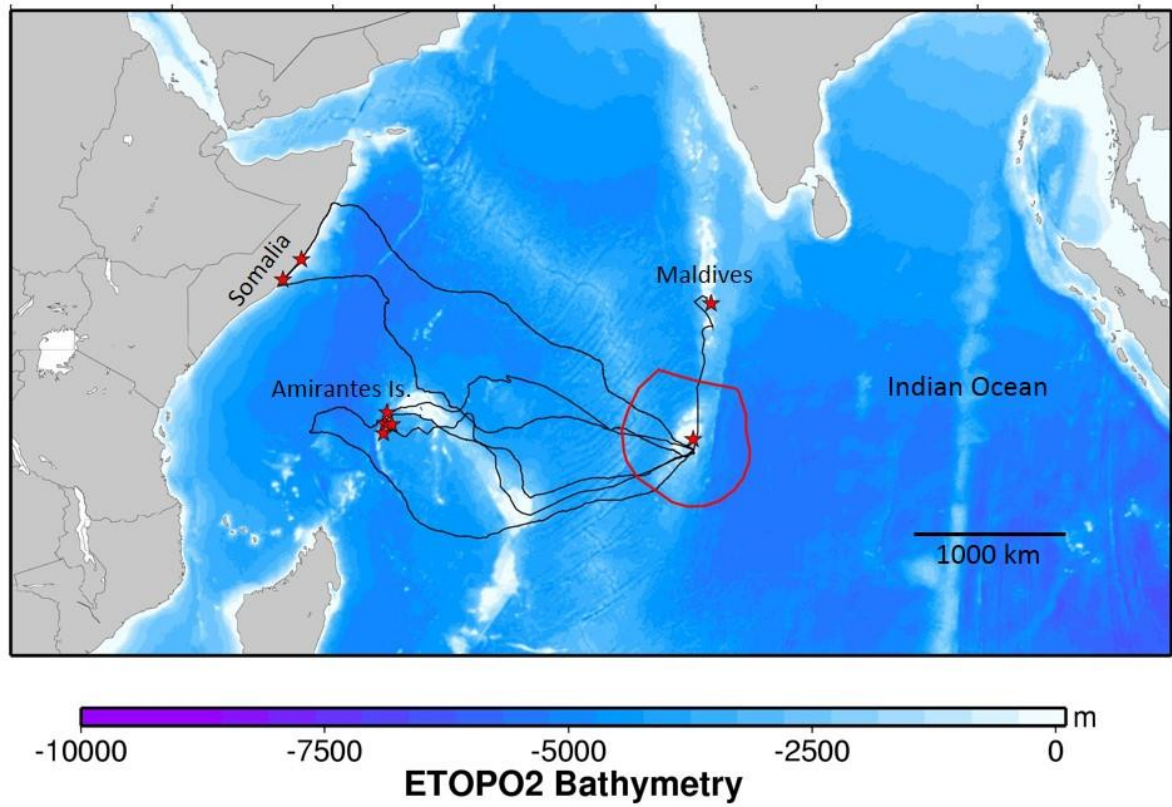 Somalia
Maldives
Amirantes Is.
Indian Ocean
1000 km
m
-10000 -7500 -5000 -2500 0
ETOPO2 Bathymetry